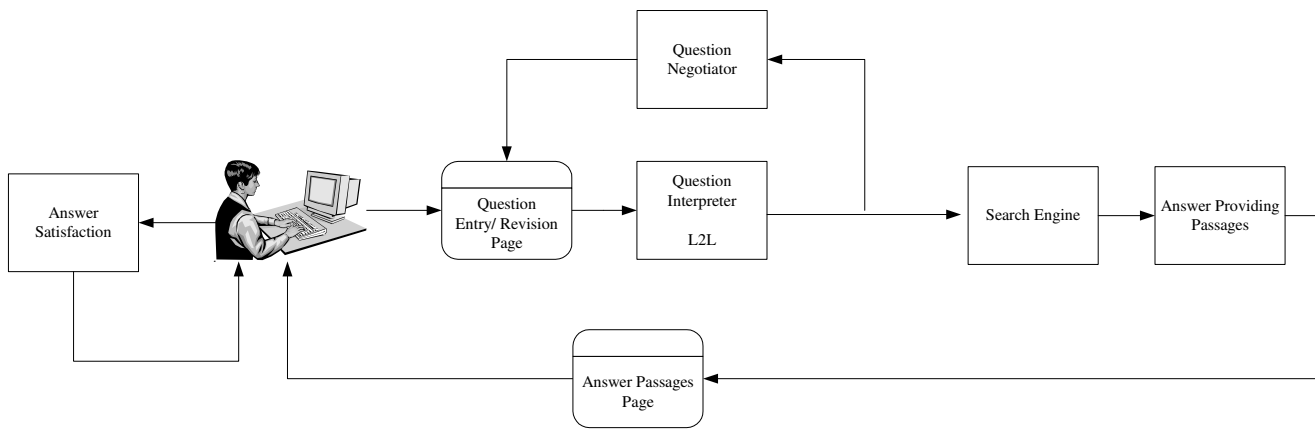 Question
Negotiator
Answer
Satisfaction
Question
Entry/ Revision
Page
Question
Interpreter
L2L
Search Engine
Answer Providing
Passages
Answer Passages
Page